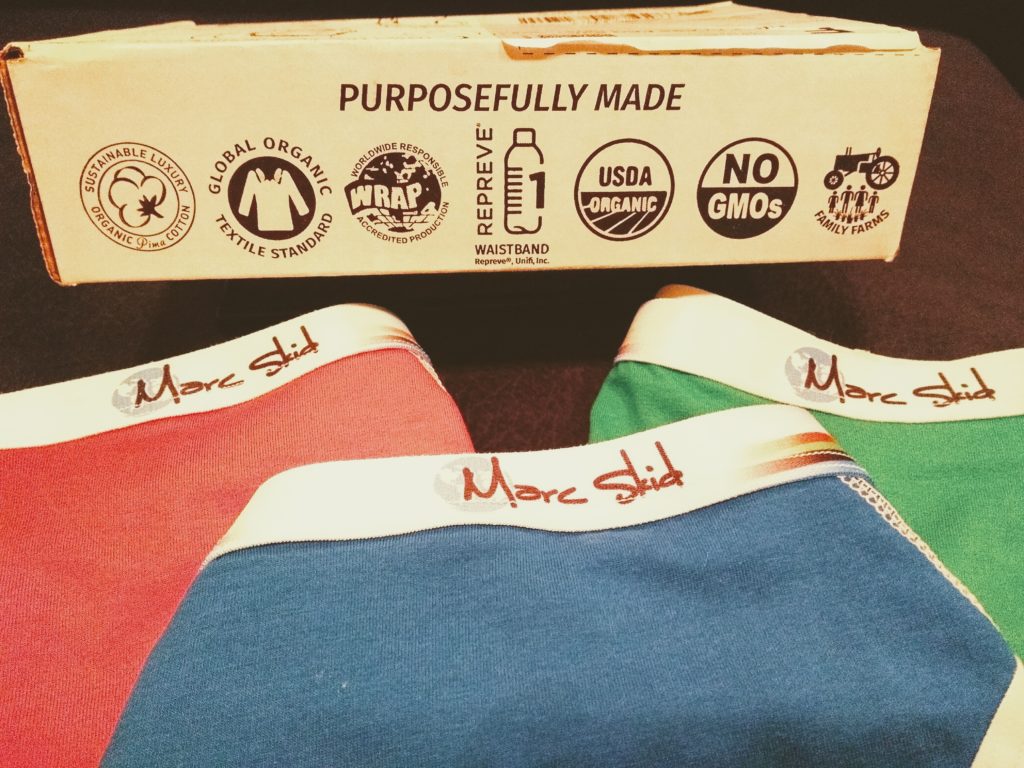 PURPOSEFULLY MADE
SUSTAINABLE LUXURY
ORGANIC Pima COTTON
GLOBAL ORGANIC
TEXTILE STANDARD
WORLDWIDE RESPONSIBLE
WRAP
ACCREDITED PRODUCTION
REPREVE®
1
WAISTBAND
Repreve®, Unifi, Inc.
USDA
ORGANIC
NO
GMOs
FAMILY FARMS
Marc Skid
Marc Skid
Marc Skid